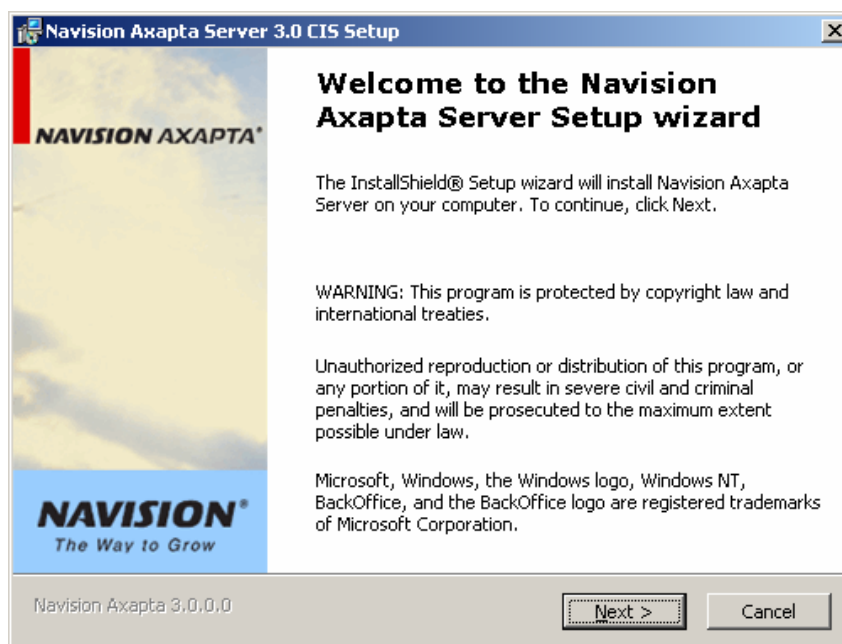 Navision Axapta Server 3.0 CIS Setup
NAVISION AXAPTA®
Welcome to the Navision
Axapta Server Setup wizard
The InstallShield® Setup wizard will install Navision Axapta
Server on your computer. To continue, click Next.
WARNING: This program is protected by copyright law and
international treaties.
Unauthorized reproduction or distribution of this program, or
any portion of it, may result in severe civil and criminal
penalties, and will be prosecuted to the maximum extent
possible under law.
Microsoft, Windows, the Windows logo, Windows NT,
BackOffice, and the BackOffice logo are registered trademarks
of Microsoft Corporation.
NAVISION®
The Way to Grow
Navision Axapta 3.0.0.0
Next >
Cancel